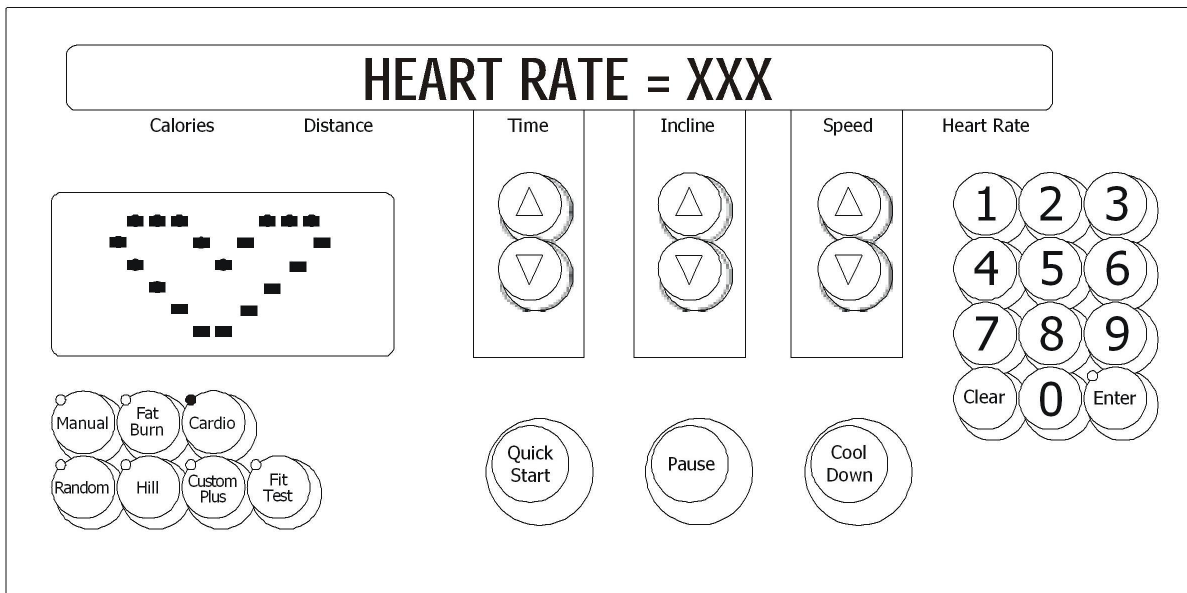 HEART RATE = XXX
Calories Distance Time Incline Speed Heart Rate
1 2 3
4 5 6
7 8 9
Clear 0 Enter
Manual Fat Burn Cardio
Random Hill Custom Plus Fit Test
Quick Start Pause Cool Down